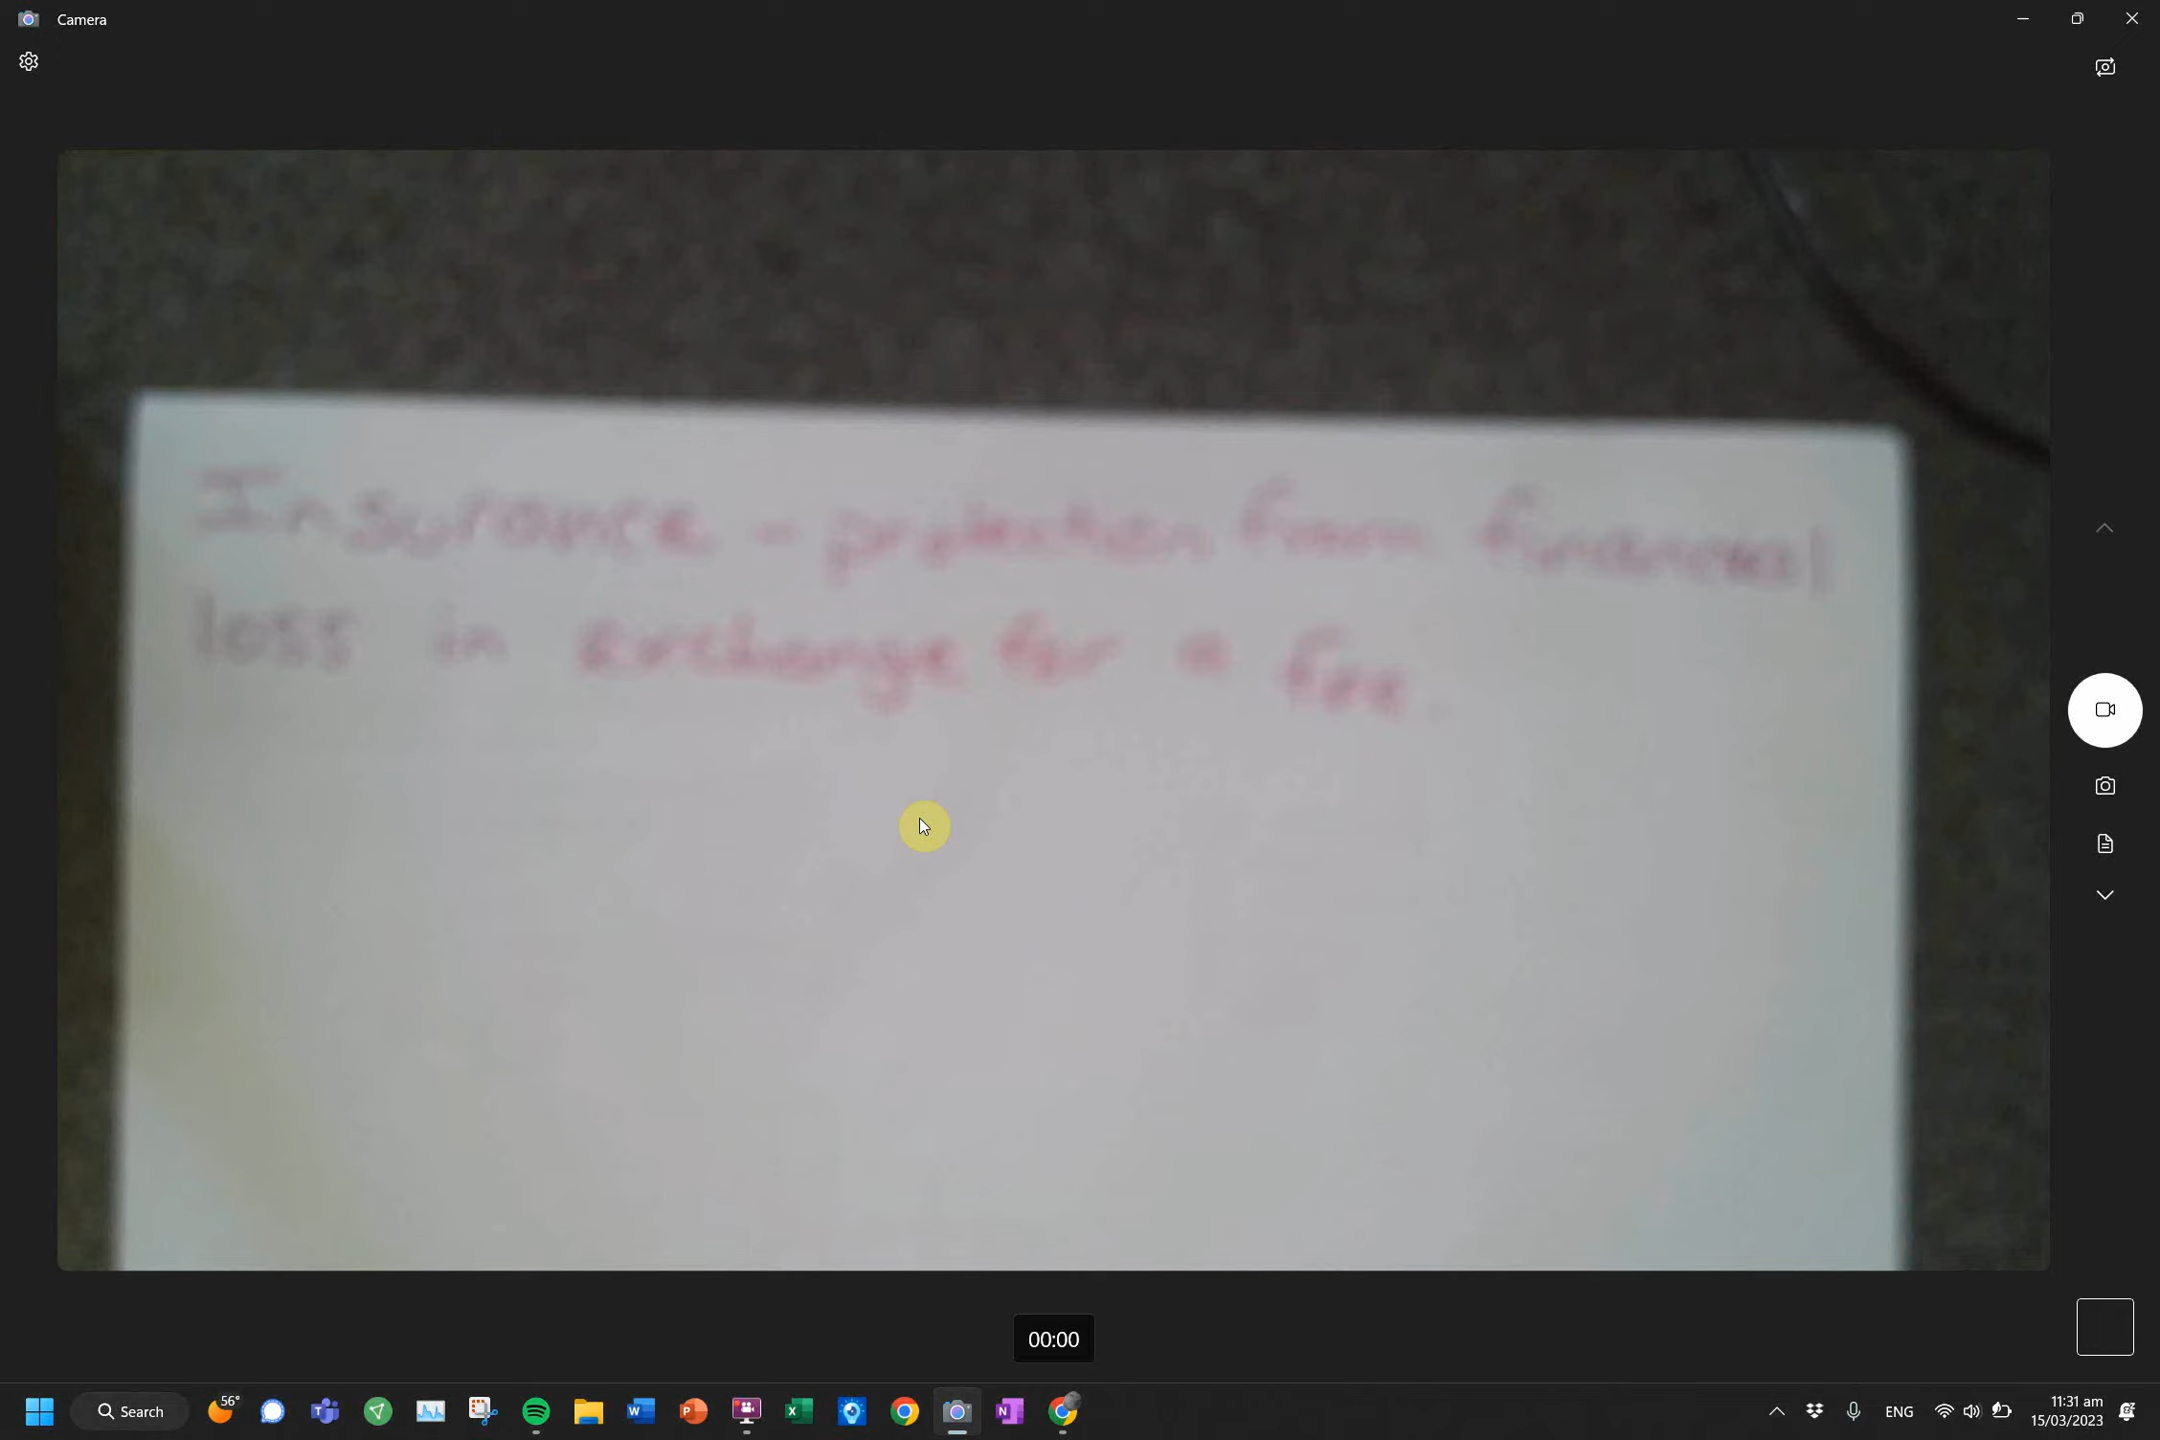 Camera
Insurance - protection from financial
loss in exchange for a fee
00:00
56°
Search
ENG
11:31 am
15/03/2023